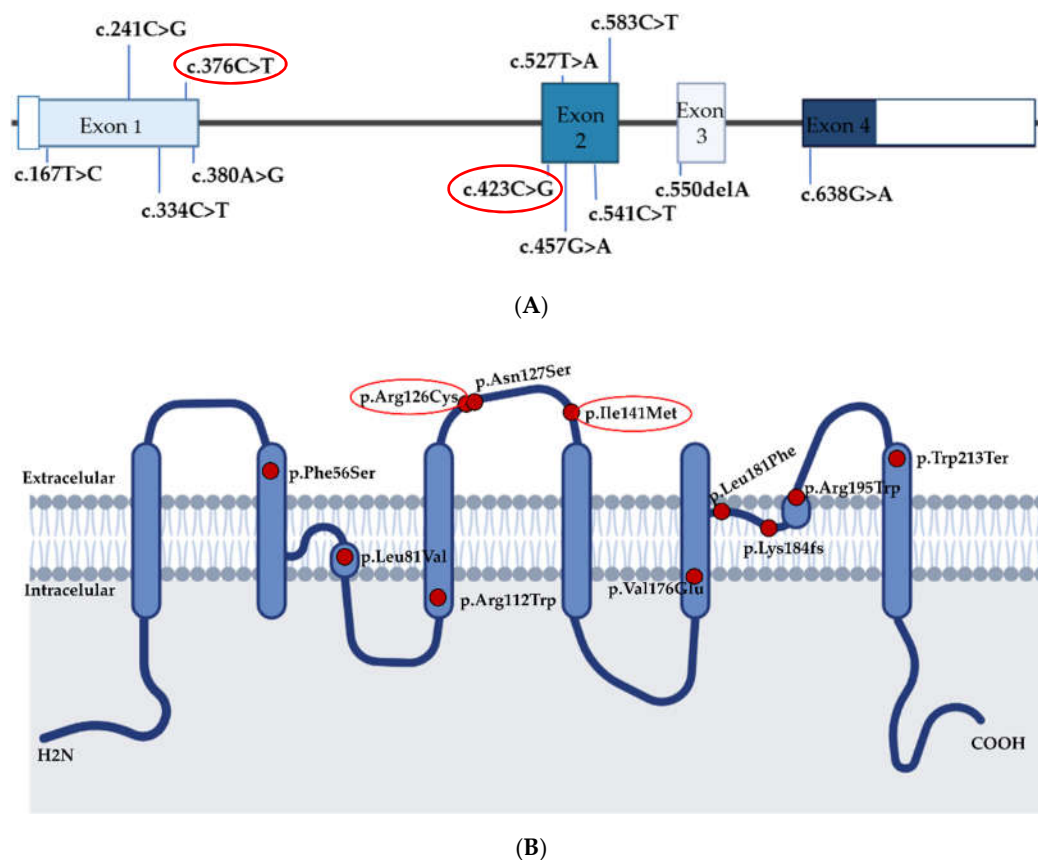 c.241C>G
c.583C>T
c.376C>T
c.527T>A
Exon 1
Exon
2
Exon
3
Exon 4
c.167T>C
c.380A>G
c.334C>T
c.423C>G
c.550delA
c.541C>T
c.638G>A
c.457G>A
(A)
p.Asn127Ser
p.Arg126Cys
p.Ile141Met
p.Phe56Ser
p.Leu181Phe
p.Trp213Ter
Extracelular
p.Arg195Trp
p.Lys184fs
p.Leu81Val
Intracelular
p.Val176Glu
p.Arg112Trp
H2N
COOH
(B)